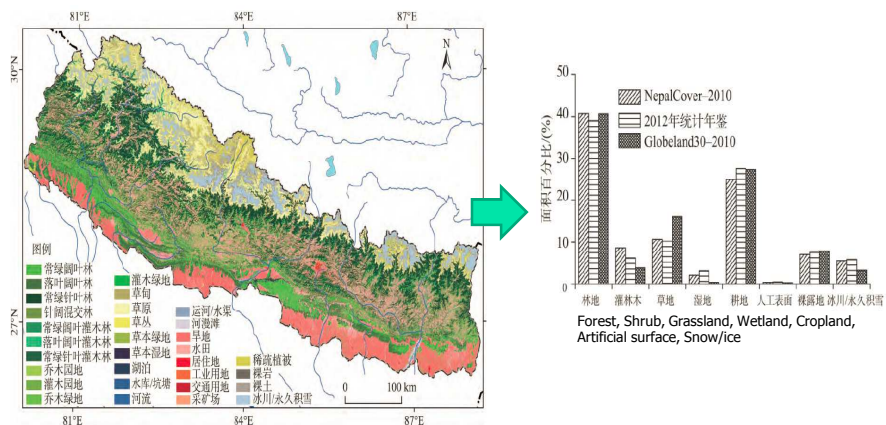 81°E 84°E 87°E
30°N
27°N
N
图例
常绿阔叶林
落叶阔叶林
常绿针叶林
针阔混交林
常绿阔叶灌木林
落叶阔叶灌木林
常绿针叶灌木林
乔木园地
灌木园地
乔木绿地
灌木绿地
草甸
草原
草丛
草本绿地
草本湿地
湖泊
水库/坑塘
河流
运河/水渠
河漫滩
旱地
水田
居住地
工业用地
交通用地
采矿场
稀疏植被
裸岩
裸土
冰川/永久积雪
0 100 km
81°E 84°E 87°E
面积百分比/(%)
50
40
30
20
10
0
NepalCover–2010
2012年统计年鉴
Globeland30–2010
林地 灌林木 草地 湿地 耕地 人工表面 裸露地 冰川/永久积雪
Forest, Shrub, Grassland, Wetland, Cropland,
Artificial surface, Snow/ice